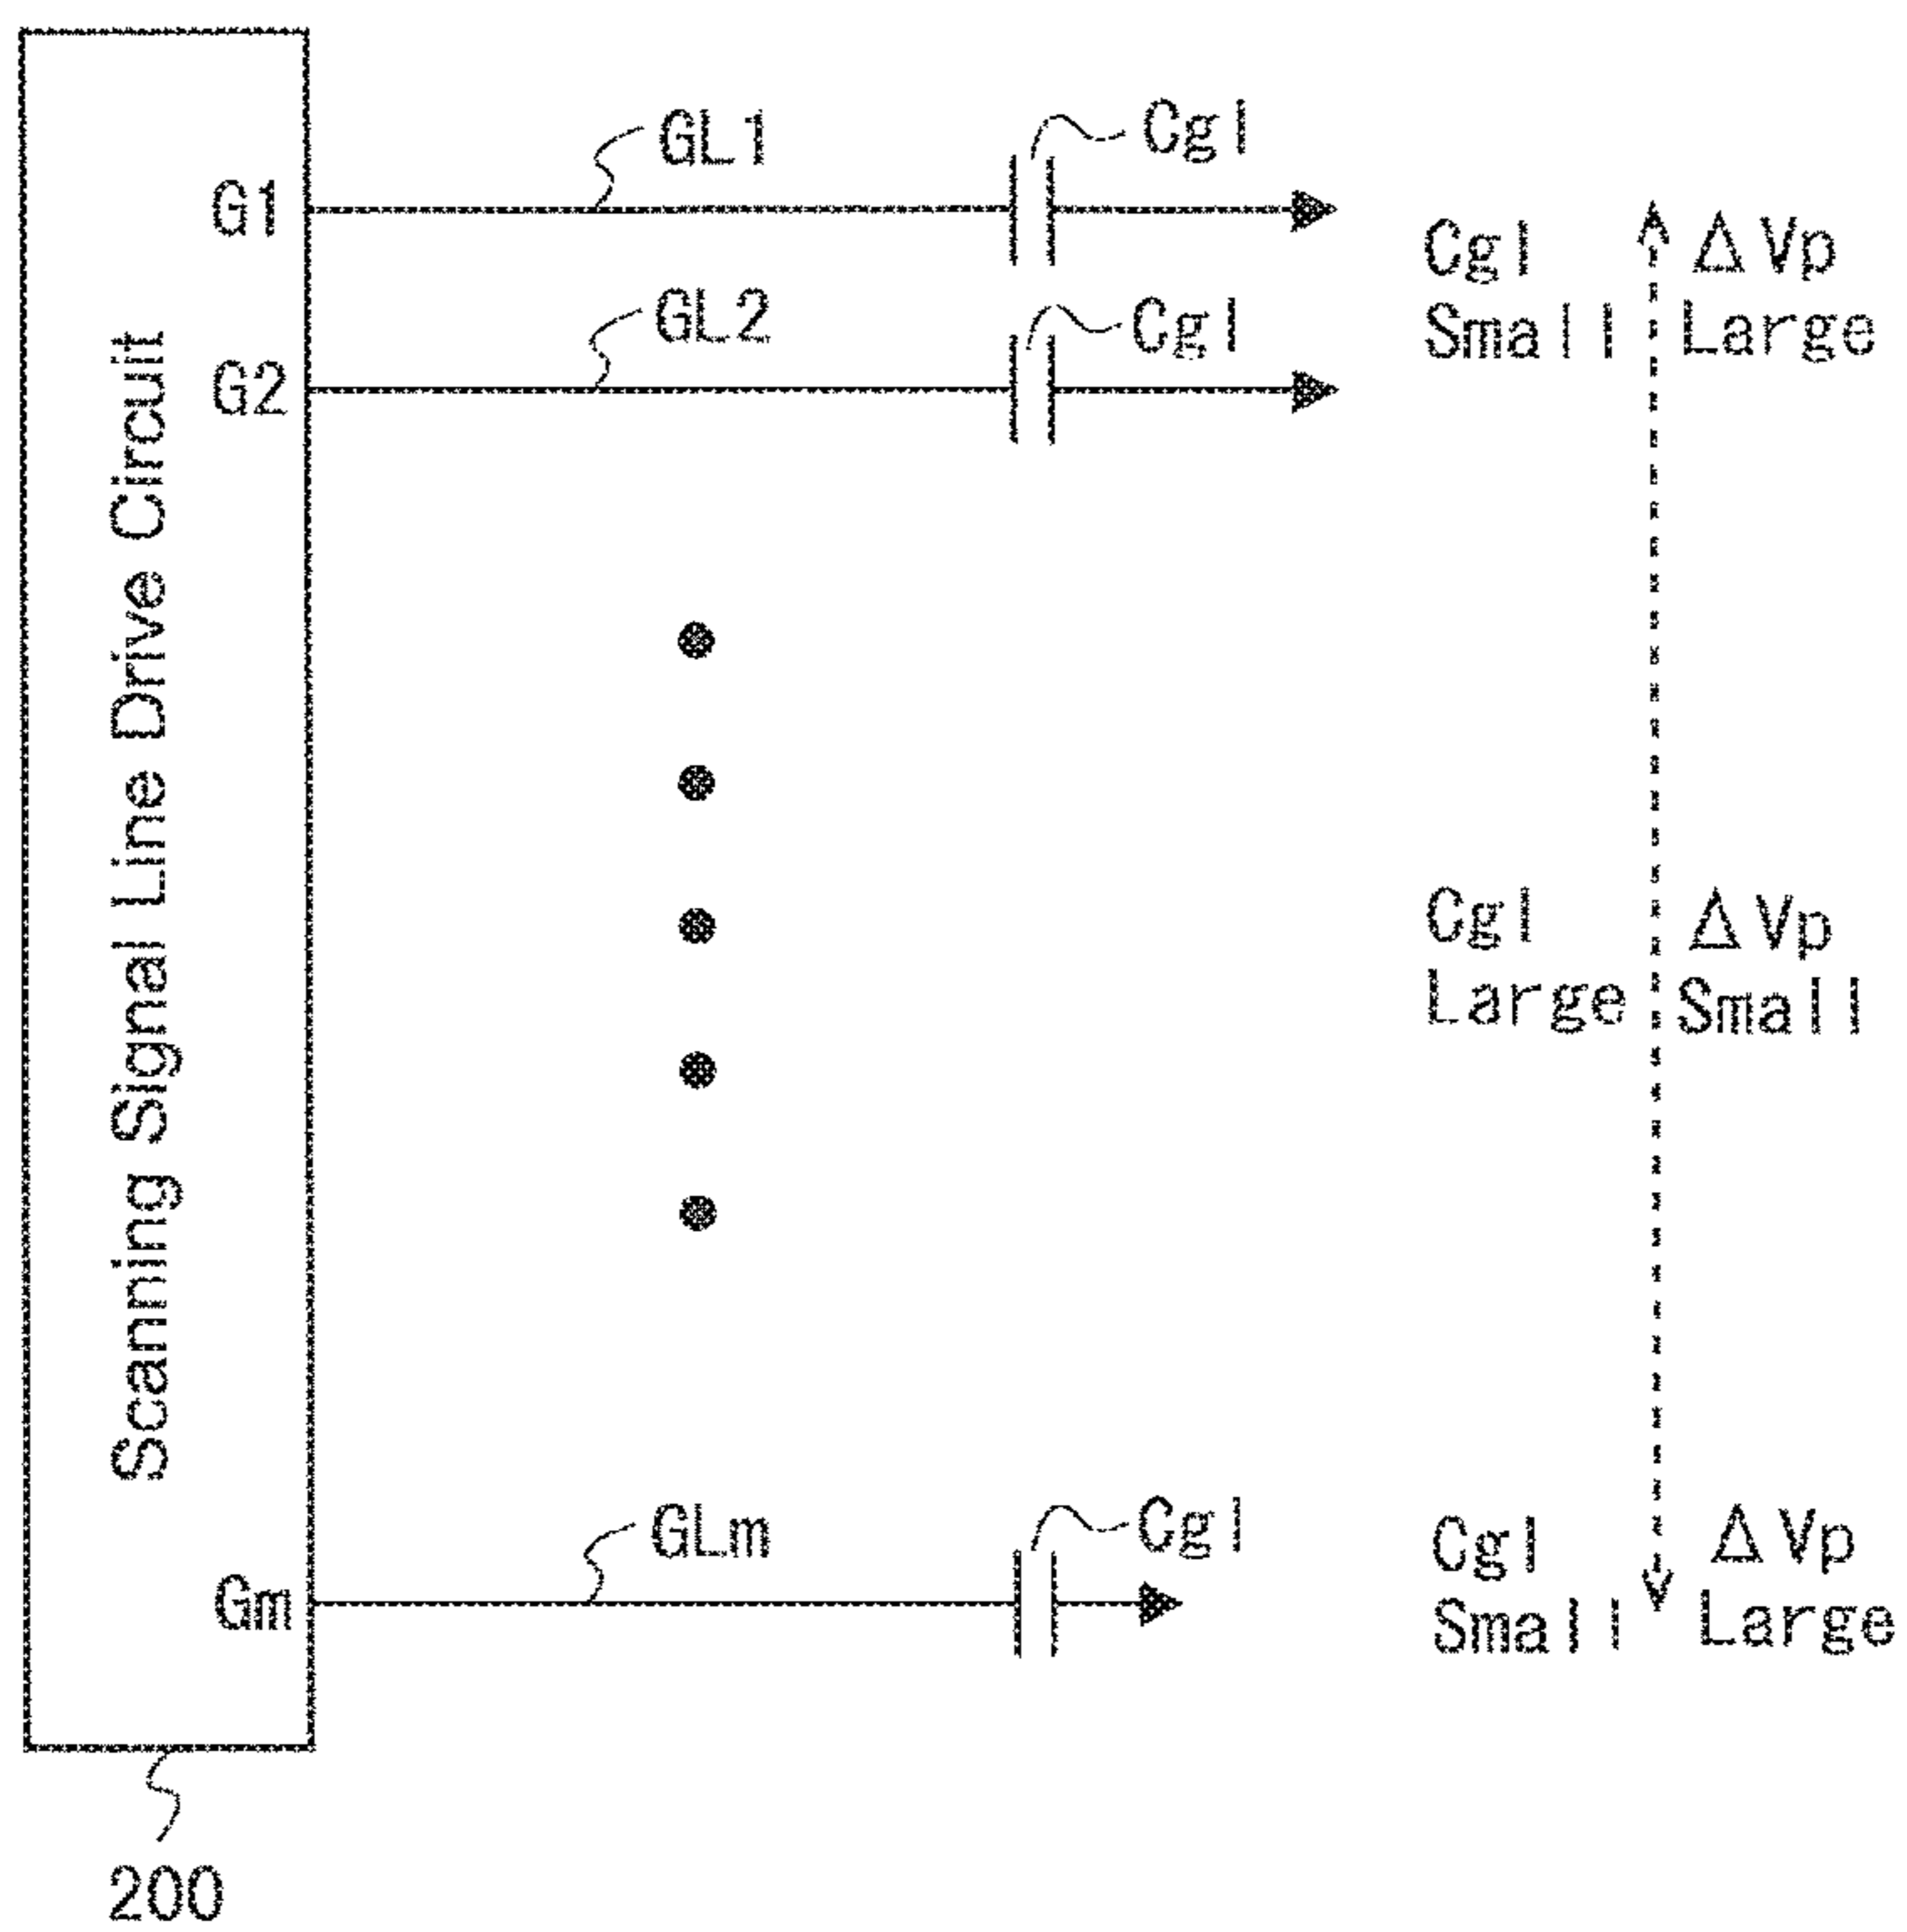 GL1
Cgl
G1
Cgl
Small
ΔVp
Large
GL2
Cgl
G2
Scanning Signal Line Drive Circuit
Cgl
Large
ΔVp
Small
GLm
Cgl
Gm
Cgl
Small
ΔVp
Large
200